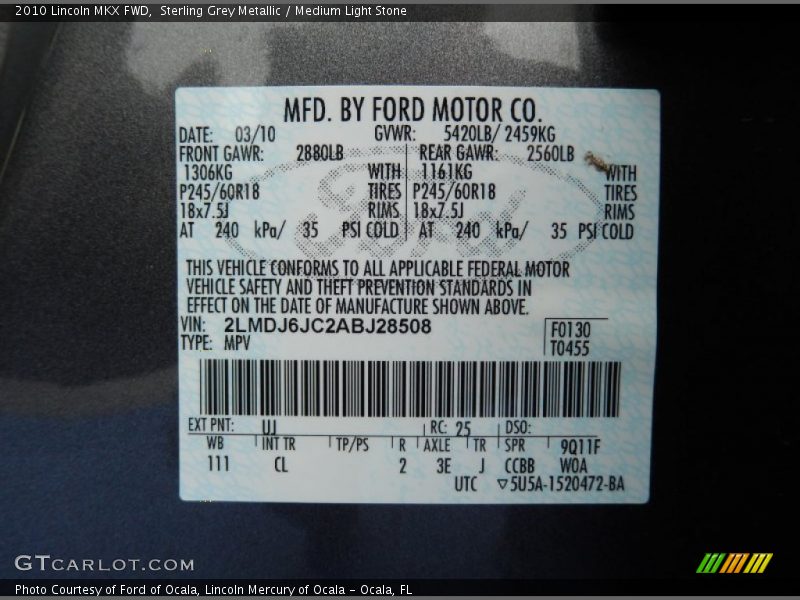 2010 Lincoln MKX FWD, Sterling Grey Metallic / Medium Light Stone
MFD. BY FORD MOTOR CO.
DATE: 03/10 GVWR: 5420LB/ 2459KG
FRONT GAWR: 2880LB REAR GAWR: 2560LB
1306KG WITH 1161KG WITH
P245/60R18 TIRES P245/60R18 TIRES
18x7.5J RIMS 18x7.5J RIMS
AT 240 kPa/ 35 PSI COLD AT 240 kPa/ 35 PSI COLD
THIS VEHICLE CONFORMS TO ALL APPLICABLE FEDERAL MOTOR
VEHICLE SAFETY AND THEFT PREVENTION STANDARDS IN
EFFECT ON THE DATE OF MANUFACTURE SHOWN ABOVE.
VIN: 2LMDJ6JC2ABJ28508 F0130
TYPE: MPV T0455
EXT PNT: UJ RC: 25 DSO:
WB INT TR TP/PS R AXLE TR SPR 9Q11F
111 CL 2 3E J CCBB WOA
UTC ▽5U5A-1520472-BA
Ford
GTCARLOT.COM
Photo Courtesy of Ford of Ocala, Lincoln Mercury of Ocala - Ocala, FL